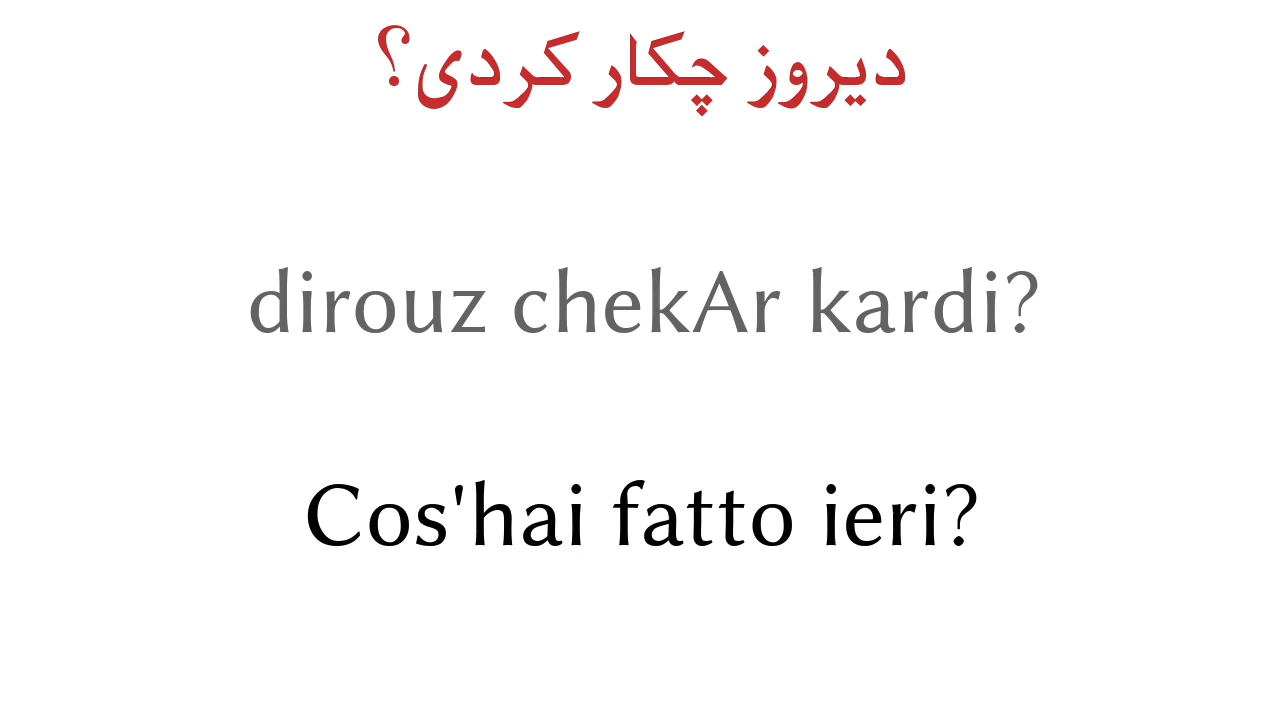 دیروز چکار کردی؟
dirouz chekAr kardi?
Cos'hai fatto ieri?